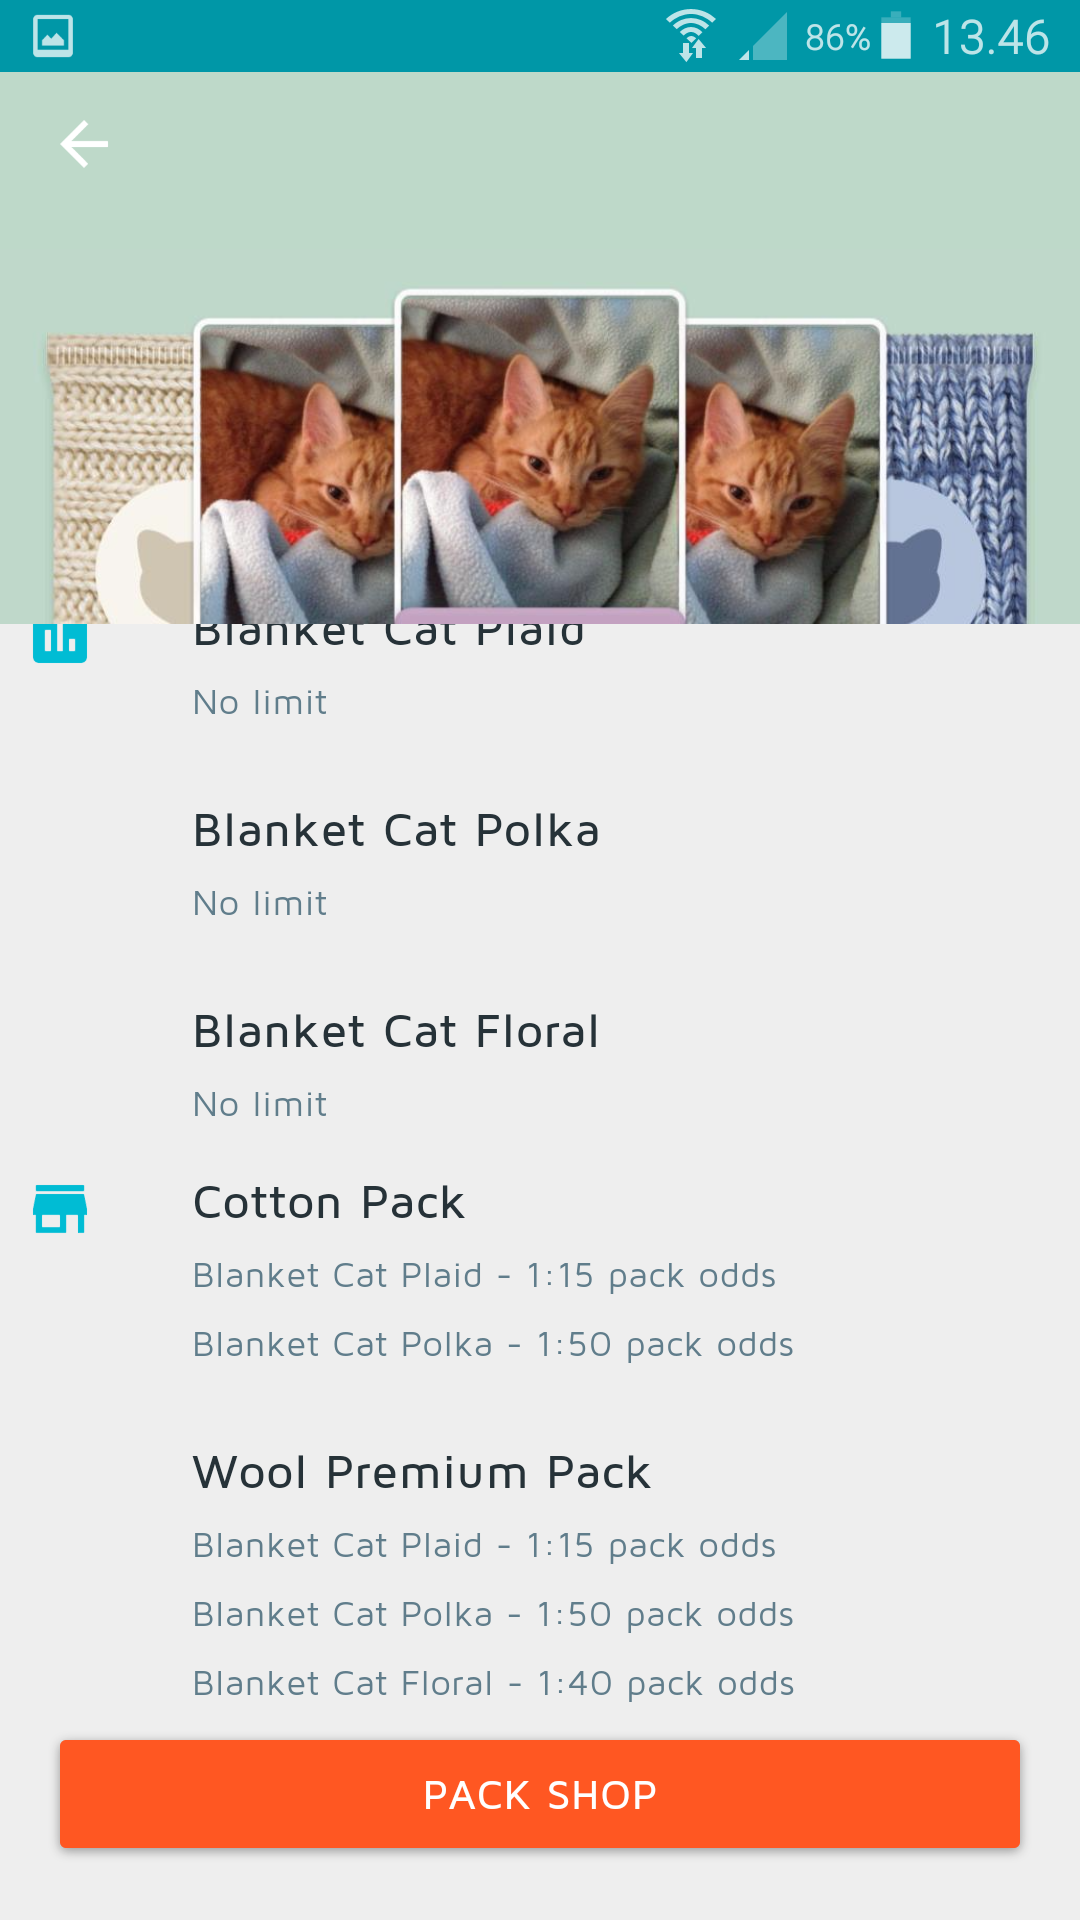 86% 13.46
Blanket Cat Plaid
No limit
Blanket Cat Polka
No limit
Blanket Cat Floral
No limit
Cotton Pack
Blanket Cat Plaid - 1:15 pack odds
Blanket Cat Polka - 1:50 pack odds
Wool Premium Pack
Blanket Cat Plaid - 1:15 pack odds
Blanket Cat Polka - 1:50 pack odds
Blanket Cat Floral - 1:40 pack odds
PACK SHOP